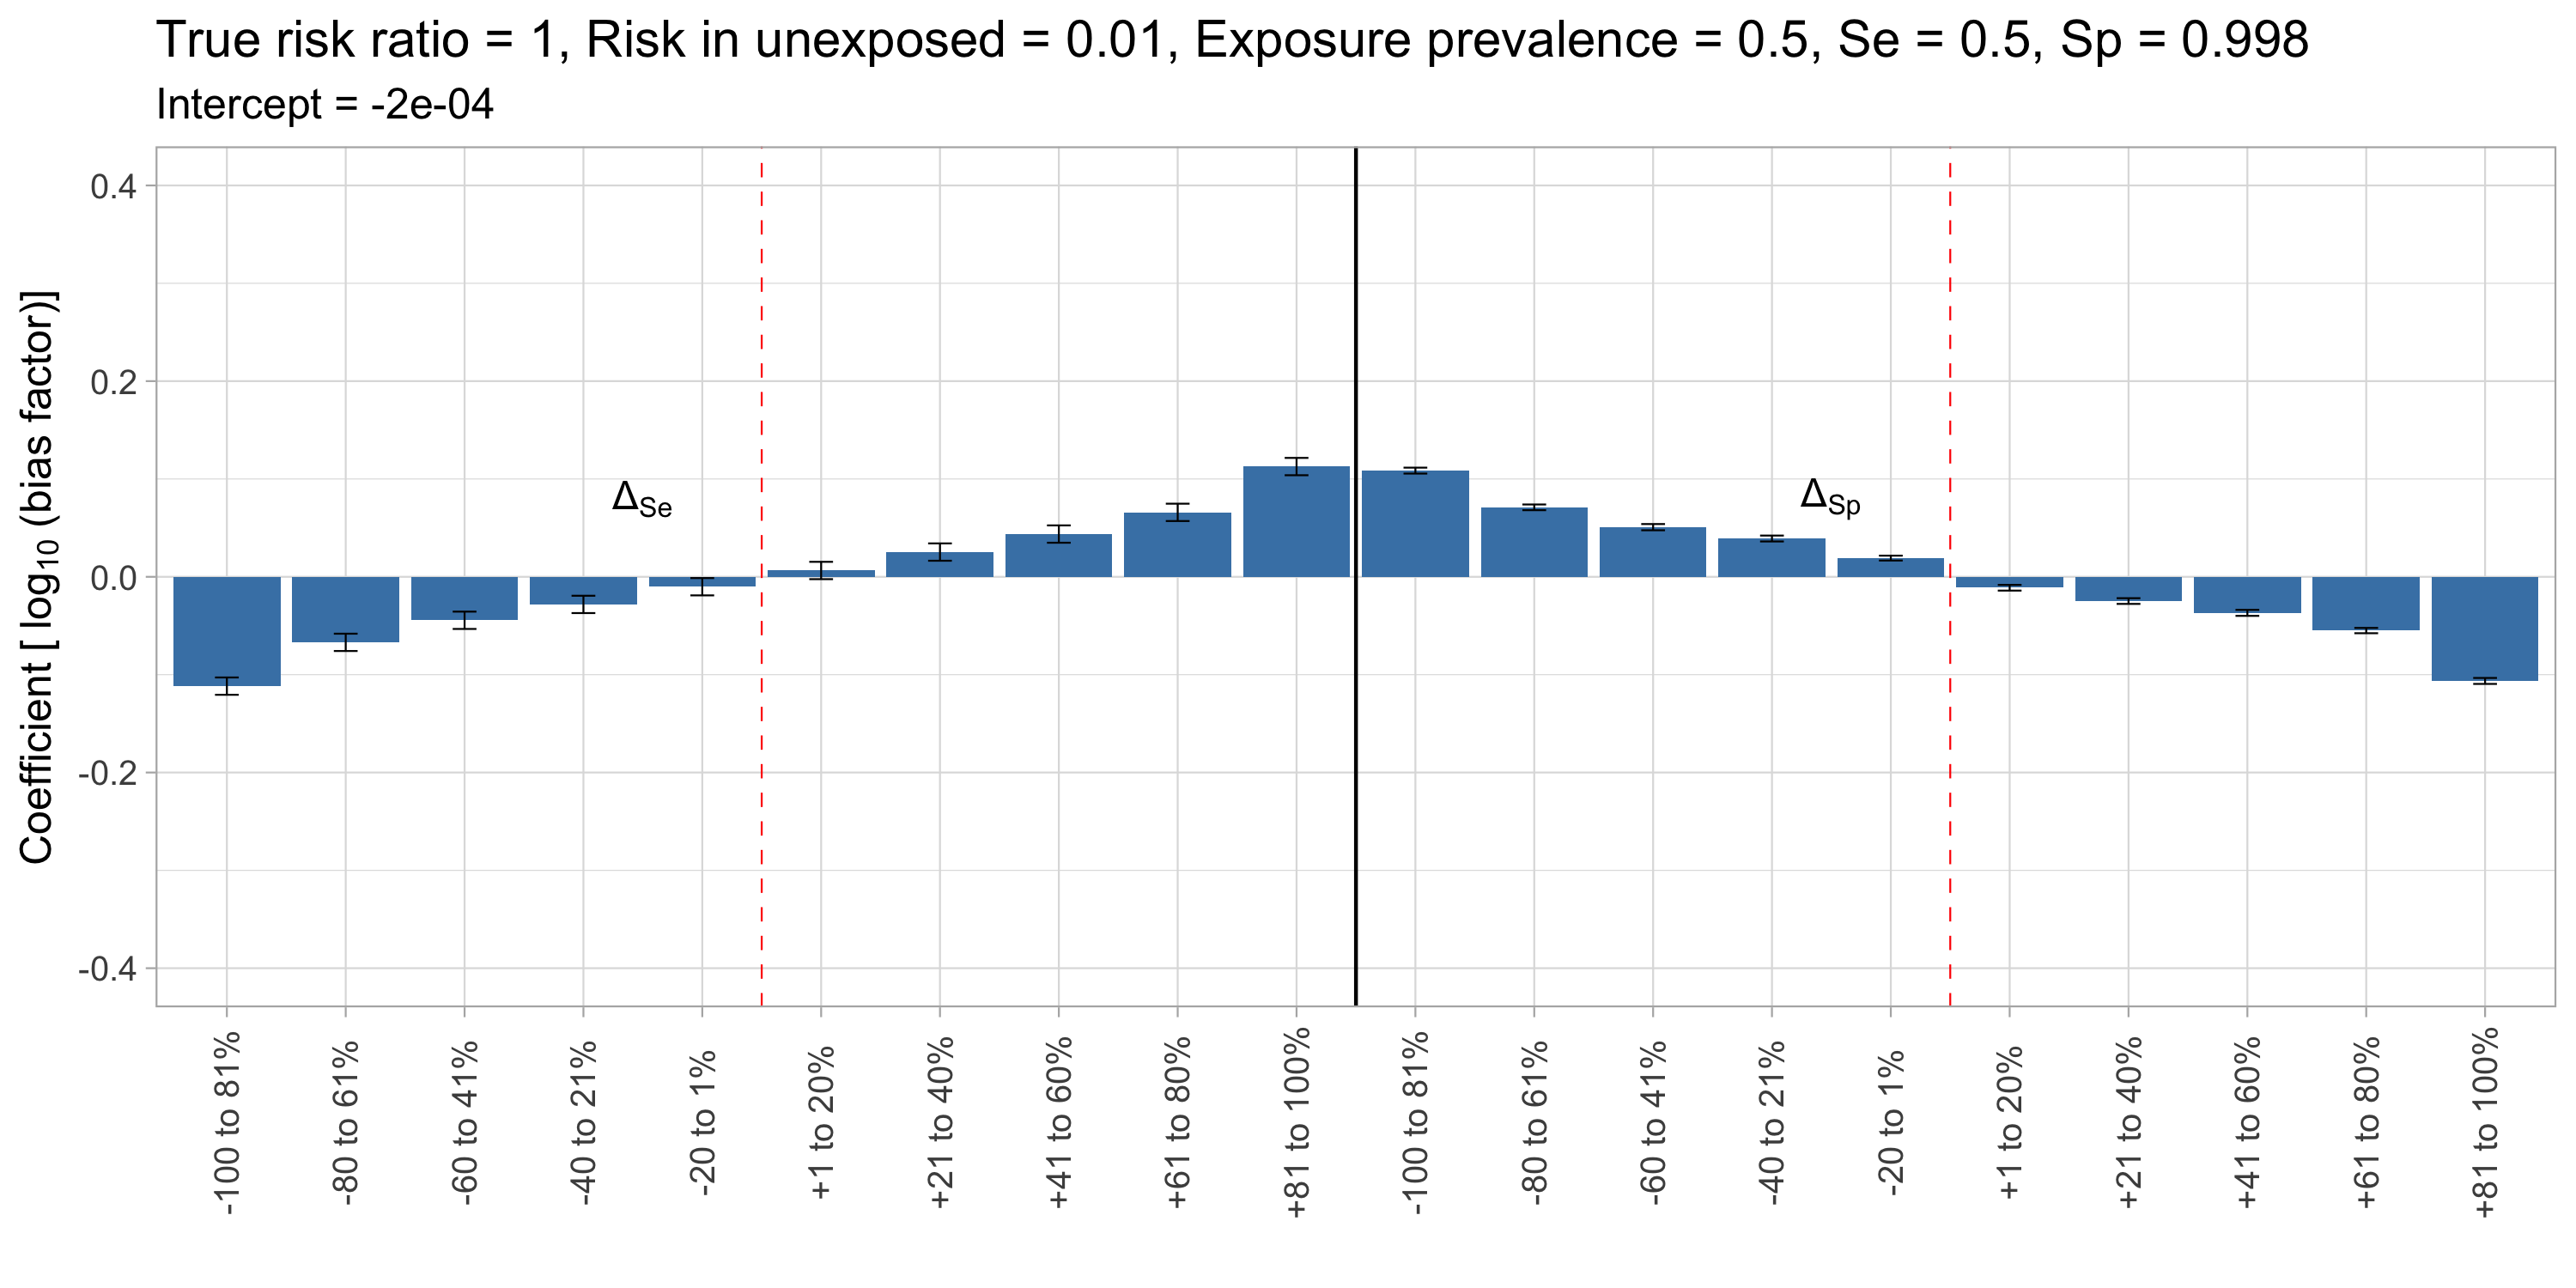 True risk ratio = 1, Risk in unexposed = 0.01, Exposure prevalence = 0.5, Se = 0.5, Sp = 0.998
Intercept = -2e-04
Coefficient [ log10 (bias factor)]
0.4
0.2
0.0
-0.2
-0.4
ΔSe
ΔSp
-100 to 81%
-80 to 61%
-60 to 41%
-40 to 21%
-20 to 1%
+1 to 20%
+21 to 40%
+41 to 60%
+61 to 80%
+81 to 100%
-100 to 81%
-80 to 61%
-60 to 41%
-40 to 21%
-20 to 1%
+1 to 20%
+21 to 40%
+41 to 60%
+61 to 80%
+81 to 100%